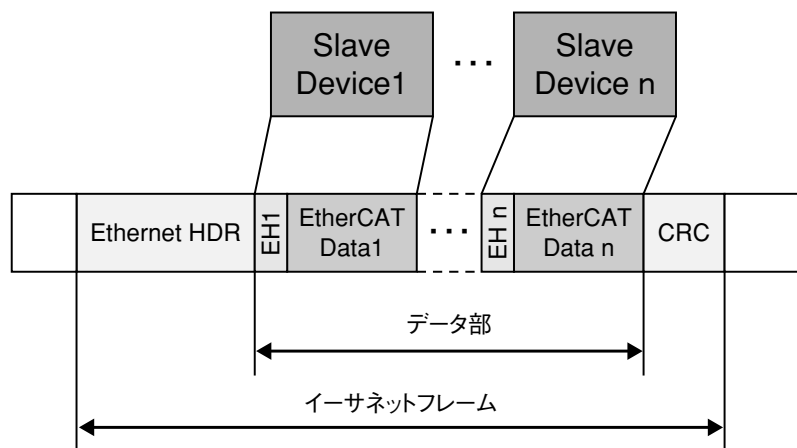 Slave
Device1
...
Slave
Device n
Ethernet HDR
EH1
EtherCAT
Data1
...
EH n
EtherCAT
Data n
CRC
データ部
イーサネットフレーム